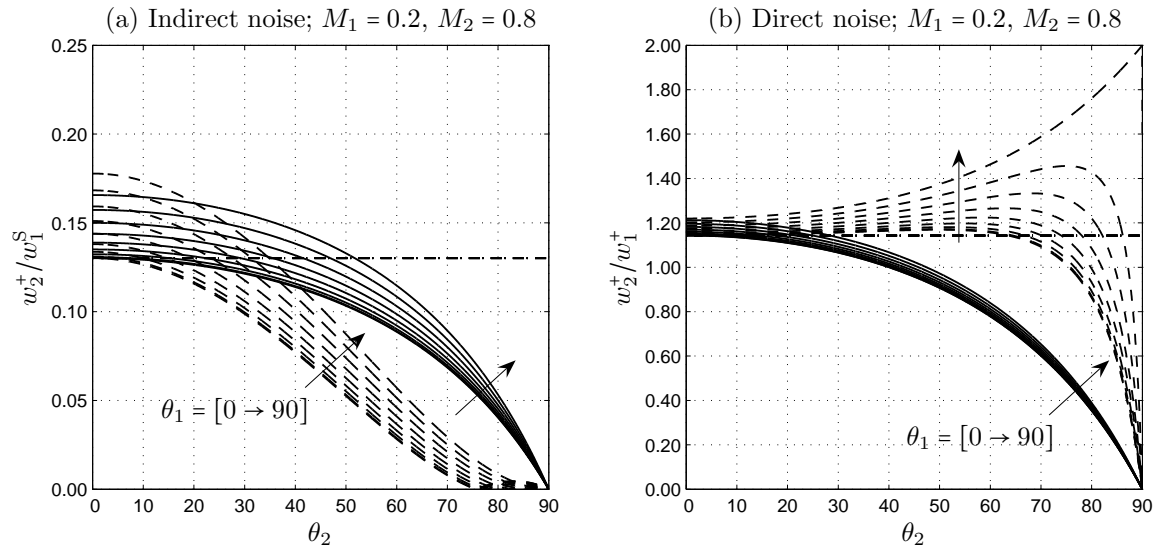 (a) Indirect noise; M₁ = 0.2, M₂ = 0.8
0.25
0.20
0.15
0.10
0.05
0.00
w₂⁺/w₁ˢ
θ₁ = [0 → 90]
0 10 20 30 40 50 60 70 80 90
θ₂
(b) Direct noise; M₁ = 0.2, M₂ = 0.8
2.00
1.80
1.60
1.40
1.20
1.00
0.80
0.60
0.40
0.20
0.00
w₂⁺/w₁⁺
θ₁ = [0 → 90]
0 10 20 30 40 50 60 70 80 90
θ₂